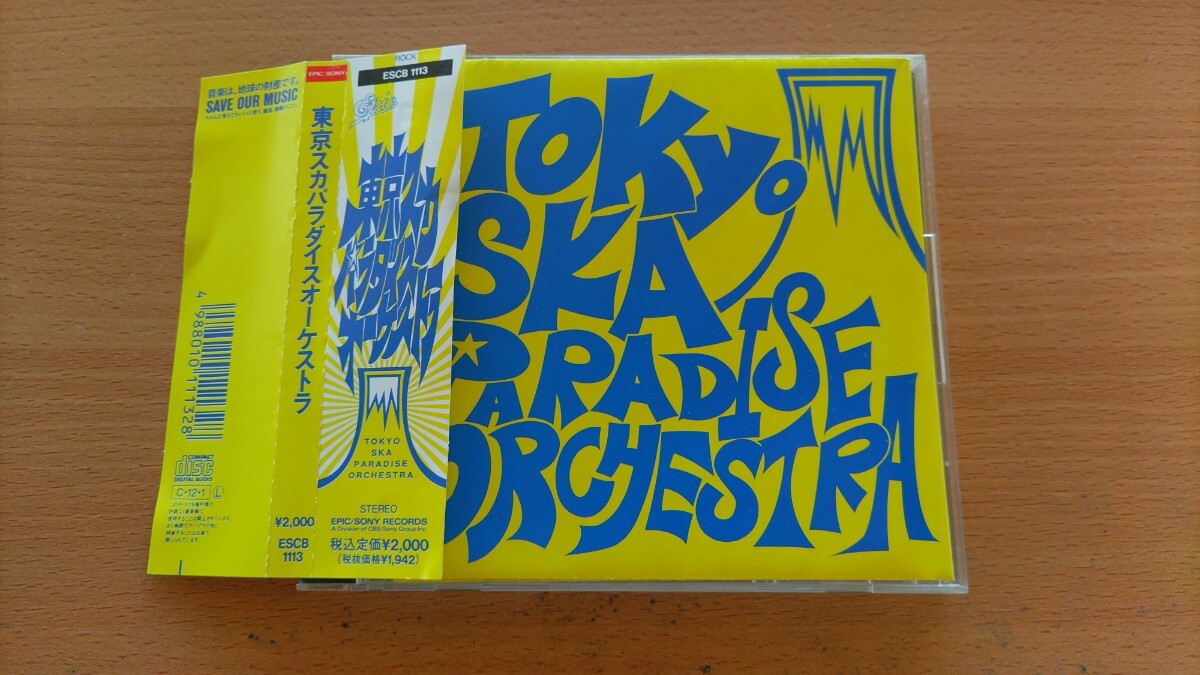 音楽は、地球の財産です。
SAVE OUR MUSIC
4988010111328
COMPACT
disc
DIGITAL AUDIO
C・12・1 Ⓛ
EPIC/SONY
東京スカパラダイスオーケストラ
¥2,000
ESCB
1113
ROCK
ESCB 1113
Epic
東京スカ
パラダイス
オーケストラ
TOKYO
SKA
PARADISE
ORCHESTRA
STEREO
EPIC/SONY RECORDS
A Division of CBS/Sony Group Inc.
税込定価¥2,000
(税抜価格¥1,942)
TOKYO
SKA
PARADISE
ORCHESTRA